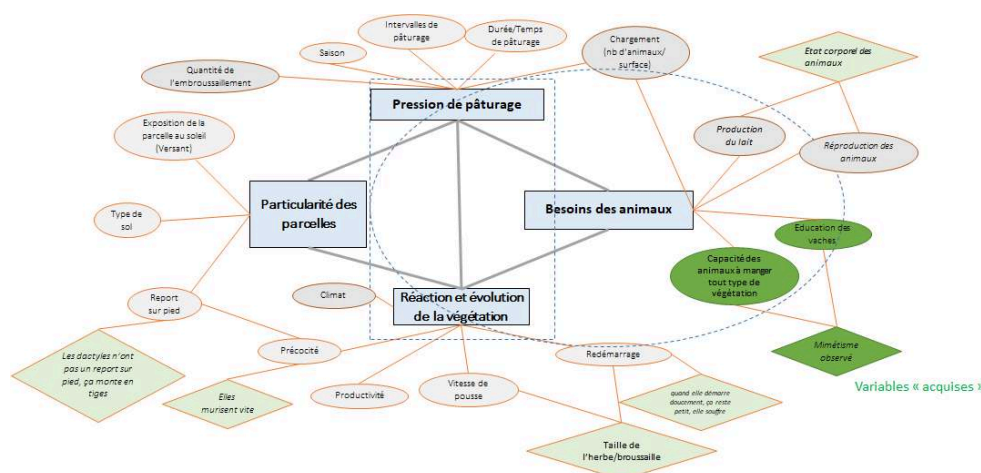 Intervalles de
pâturage
Durée/Temps
de pâturage
Saison
Chargement
(nb d'animaux/
surface)
Etat corporel des
animaux
Quantité de
l'embroussaillement
Pression de pâturage
Exposition de la
parcelle au soleil
(Versant)
Production
du lait
Réproduction des
animaux
Particularité des
parcelles
Besoins des animaux
Type de
sol
Education des
vaches
Capacité des
animaux à manger
tout type de
végétation
Climat
Réaction et évolution
de la végétation
Report
sur pied
Précocité
Redémarrage
Mimétisme
observé
Les dactyles n'ont
pas un report sur
pied, ça monte en
tiges
Variables « acquises »
Elles
murisent vite
Productivité
Vitesse de
pousse
quand elle démarre
doucement, ça reste
petit, elle souffre
Taille de
l'herbe/broussaille